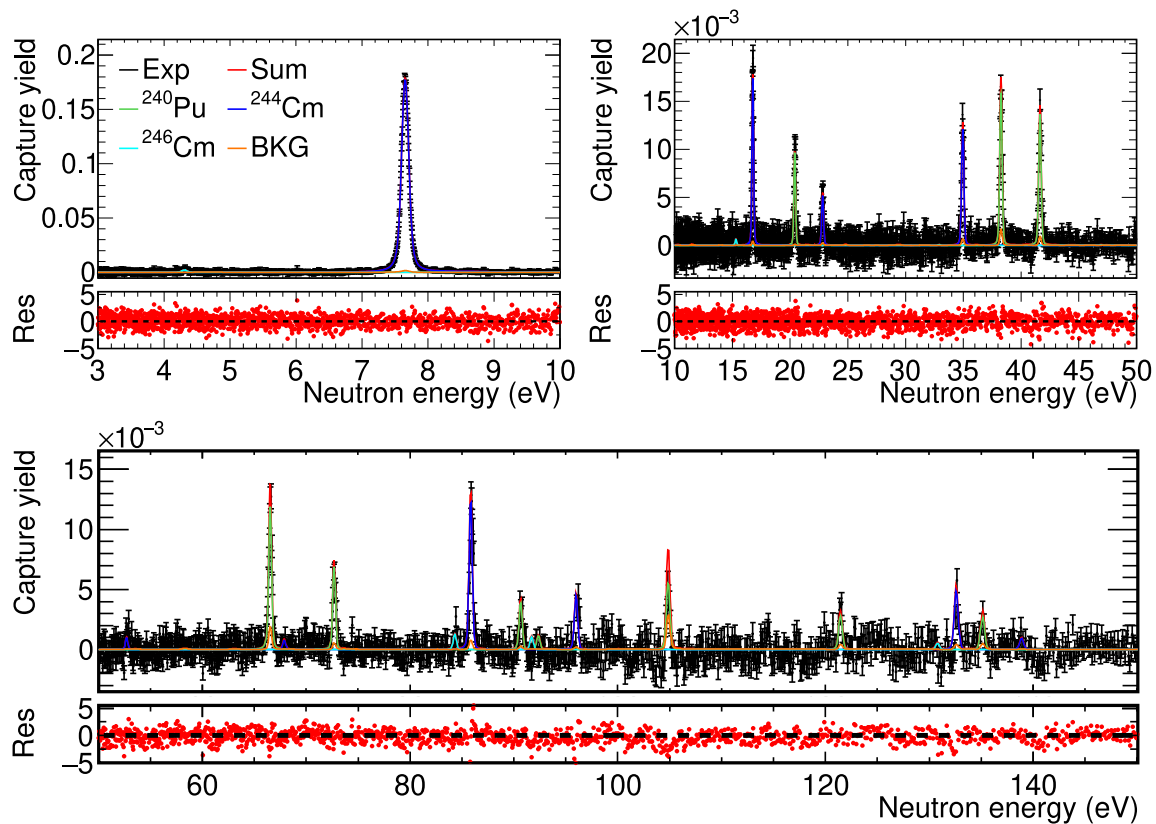 Capture yield
0.2
0.15
0.1
0.05
0
Exp Sum
²⁴⁰Pu ²⁴⁴Cm
²⁴⁶Cm BKG
Res
5
0
−5
3 4 5 6 7 8 9 10
Neutron energy (eV)
×10⁻³
Capture yield
20
15
10
5
0
Res
5
0
−5
10 15 20 25 30 35 40 45 50
Neutron energy (eV)
×10⁻³
Capture yield
15
10
5
0
Res
5
0
−5
60 80 100 120 140
Neutron energy (eV)